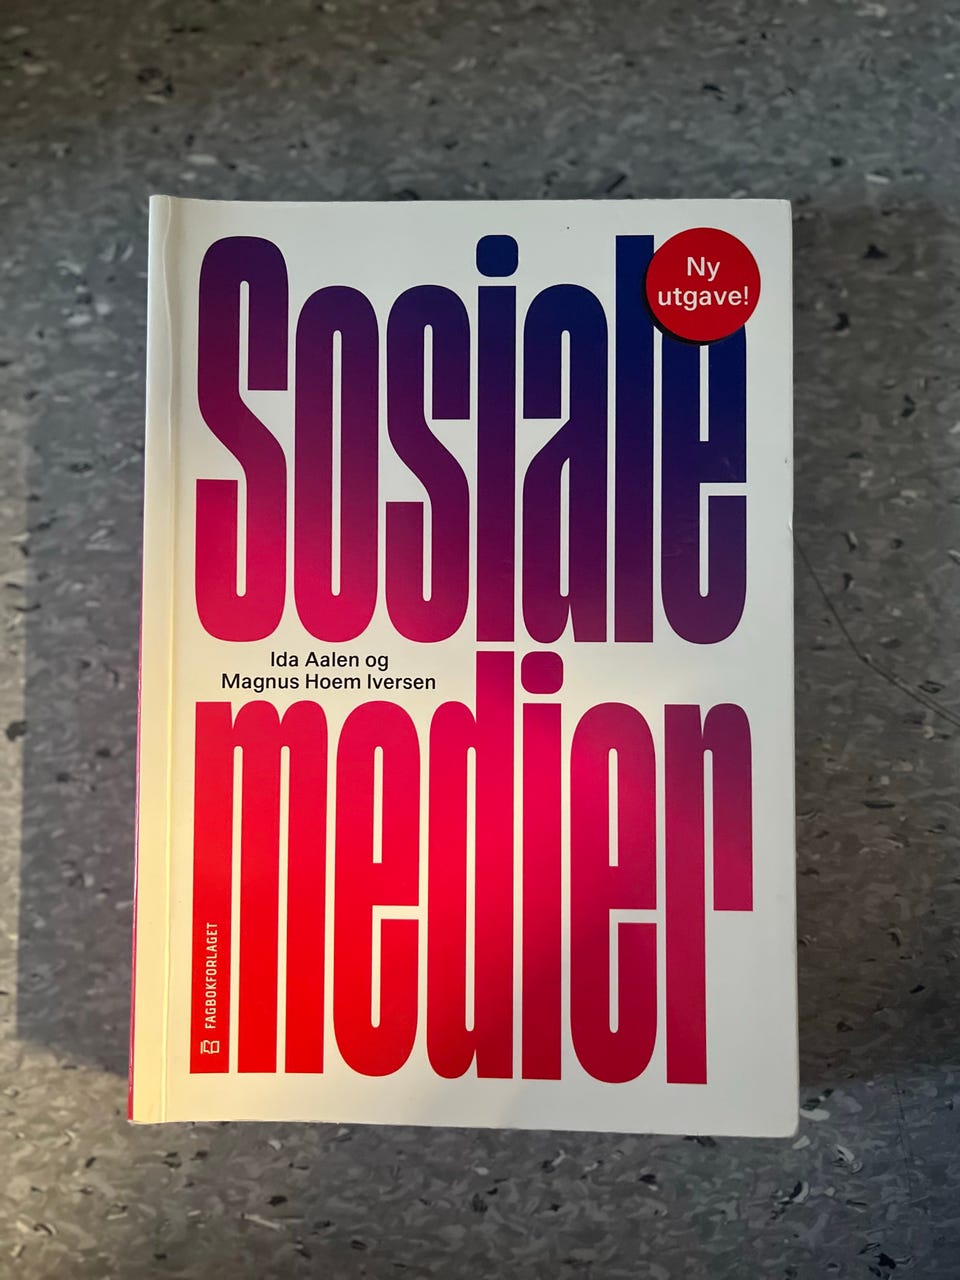 Sosiale
Ny
utgave!
Ida Aalen og
Magnus Hoem Iversen
medier
FAGBOKFORLAGET